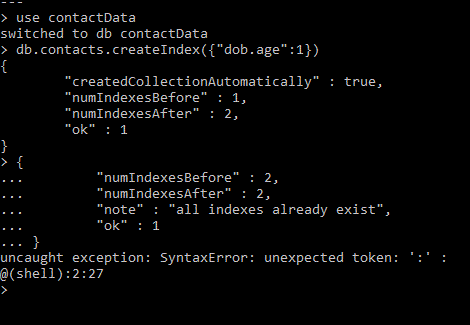 ---
> use contactData
switched to db contactData
> db.contacts.createIndex({"dob.age":1})
{
        "createdCollectionAutomatically" : true,
        "numIndexesBefore" : 1,
        "numIndexesAfter" : 2,
        "ok" : 1
}
> {
...     "numIndexesBefore" : 2,
...     "numIndexesAfter" : 2,
...     "note" : "all indexes already exist",
...     "ok" : 1
... }
uncaught exception: SyntaxError: unexpected token: ':' :
@(shell):2:27
>